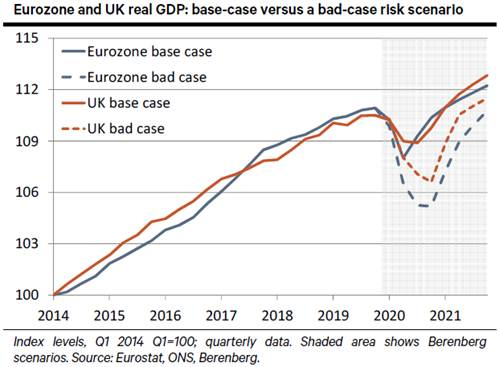 Eurozone and UK real GDP: base-case versus a bad-case risk scenario
115
112
109
106
103
100
Eurozone base case
Eurozone bad case
UK base case
UK bad case
2014 2015 2016 2017 2018 2019 2020 2021
Index levels, Q1 2014 Q1=100; quarterly data. Shaded area shows Berenberg
scenarios. Source: Eurostat, ONS, Berenberg.